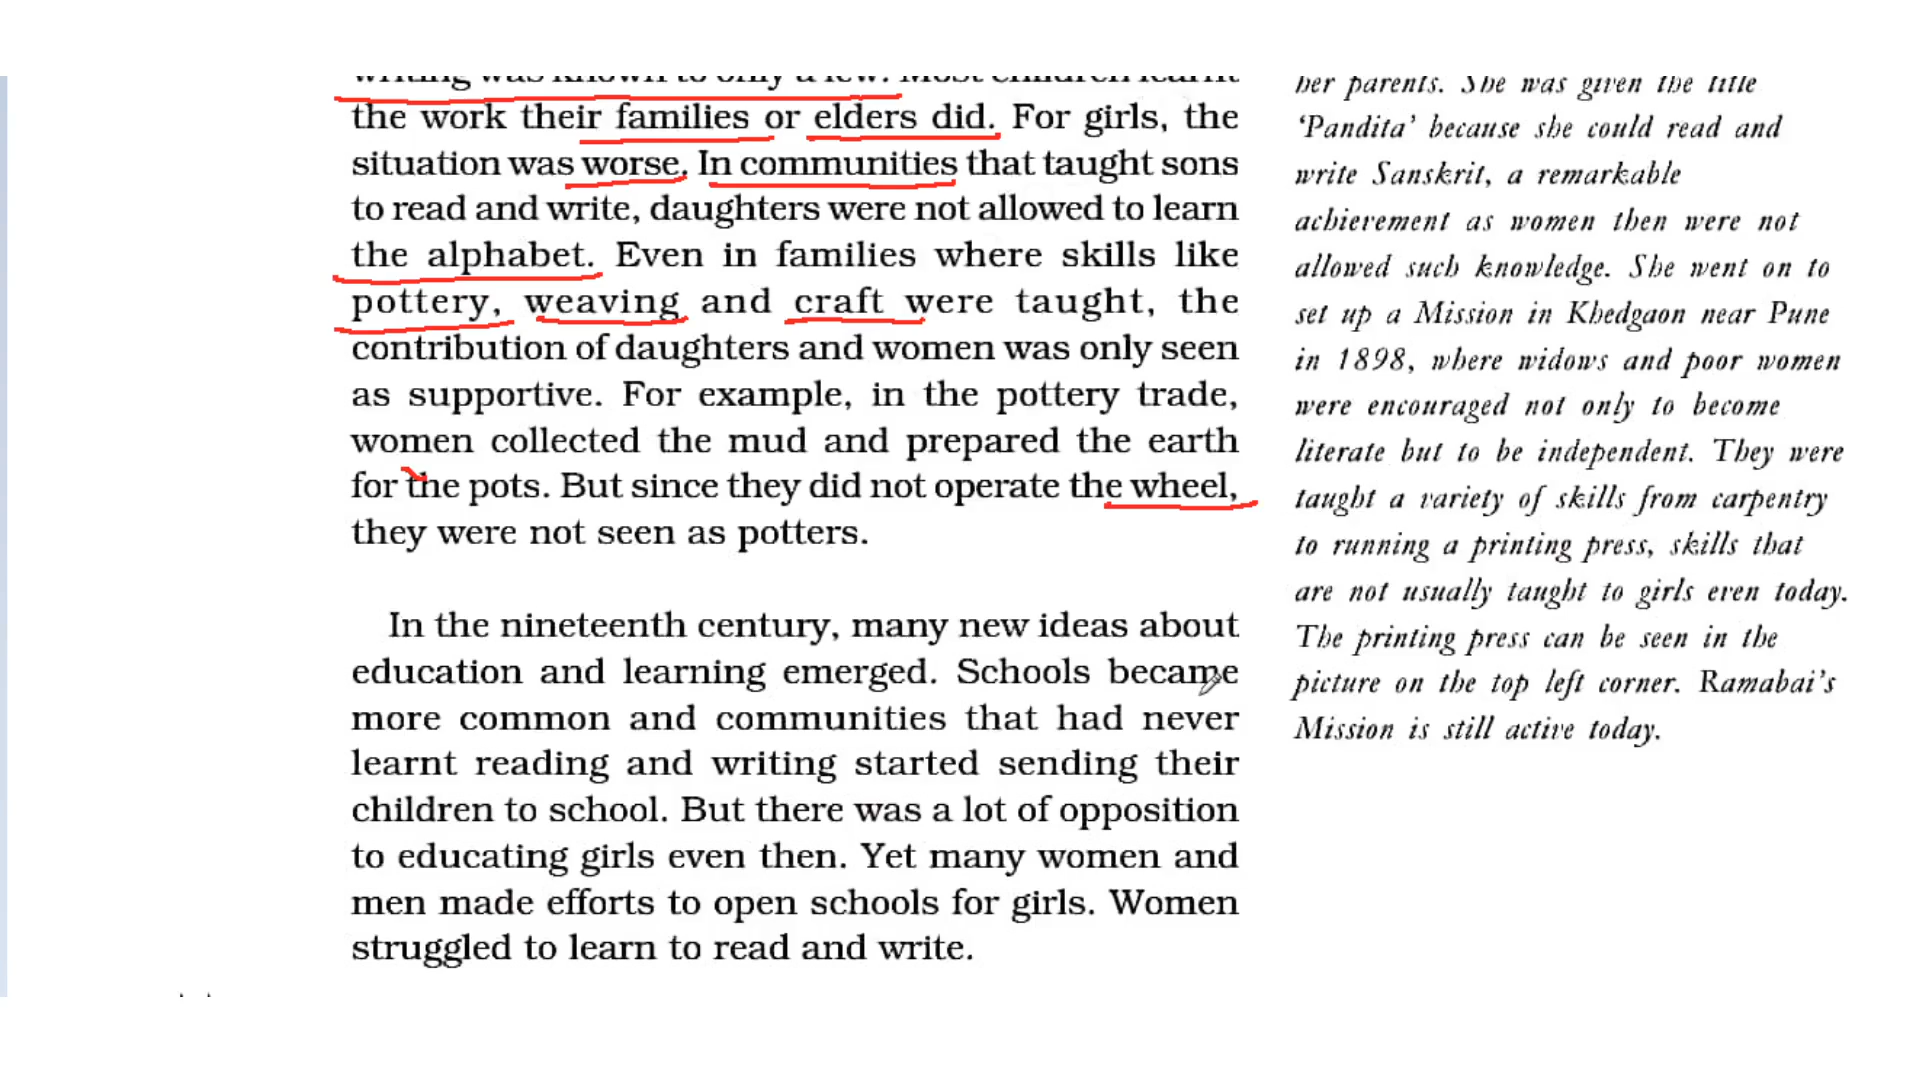 writing was known to only a few. Most children learnt
the work their families or elders did. For girls, the
situation was worse. In communities that taught sons
to read and write, daughters were not allowed to learn
the alphabet. Even in families where skills like
pottery, weaving and craft were taught, the
contribution of daughters and women was only seen
as supportive. For example, in the pottery trade,
women collected the mud and prepared the earth
for the pots. But since they did not operate the wheel,
they were not seen as potters.
In the nineteenth century, many new ideas about
education and learning emerged. Schools became
more common and communities that had never
learnt reading and writing started sending their
children to school. But there was a lot of opposition
to educating girls even then. Yet many women and
men made efforts to open schools for girls. Women
struggled to learn to read and write.
her parents. She was given the title
‘Pandita’ because she could read and
write Sanskrit, a remarkable
achievement as women then were not
allowed such knowledge. She went on to
set up a Mission in Khedgaon near Pune
in 1898, where widows and poor women
were encouraged not only to become
literate but to be independent. They were
taught a variety of skills from carpentry
to running a printing press, skills that
are not usually taught to girls even today.
The printing press can be seen in the
picture on the top left corner. Ramabai’s
Mission is still active today.